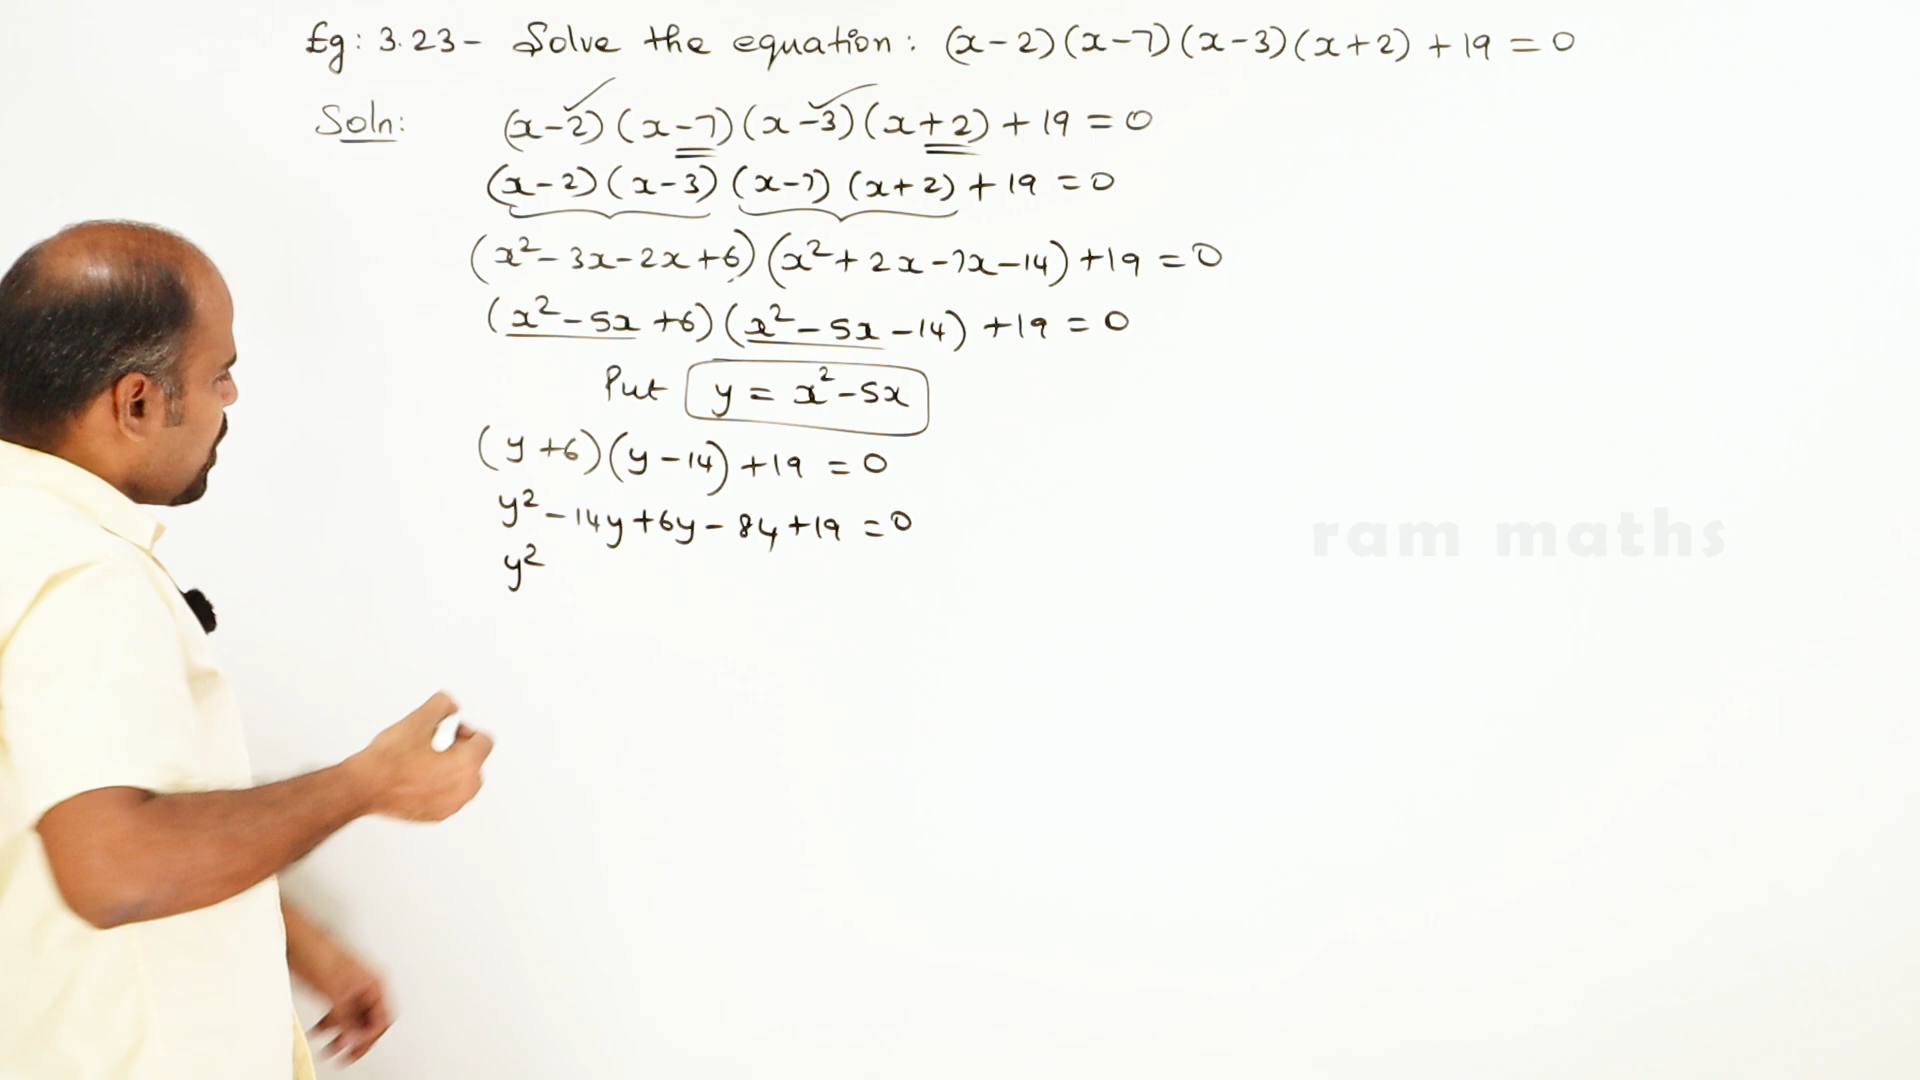 Eg: 3.23- Solve the equation: (x-2)(x-7)(x-3)(x+2)+19=0
Soln: (x-2)(x-7)(x-3)(x+2)+19=0
(x-2)(x-3)(x-7)(x+2)+19=0
(x²-3x-2x+6)(x²+2x-7x-14)+19=0
(x²-5x+6)(x²-5x-14)+19=0
Put y=x²-5x
(y+6)(y-14)+19=0
y²-14y+6y-84+19=0
y²
ram maths